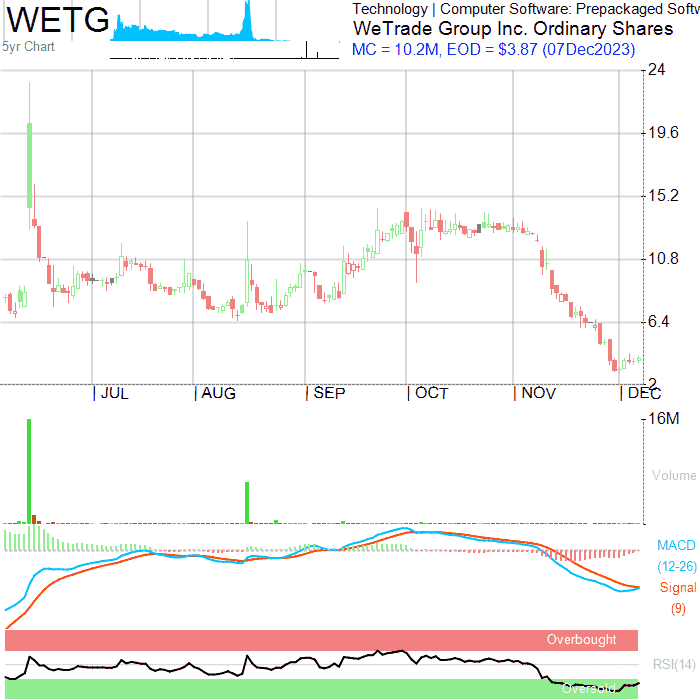 WETG
5yr Chart
Technology | Computer Software: Prepackaged Softw
WeTrade Group Inc. Ordinary Shares
MC = 10.2M, EOD = $3.87 (07Dec2023)
24
19.6
15.2
10.8
6.4
2
JUL AUG SEP OCT NOV DEC
16M
Volume
MACD
(12-26)
Signal
(9)
Overbought
RSI(14)
Oversold